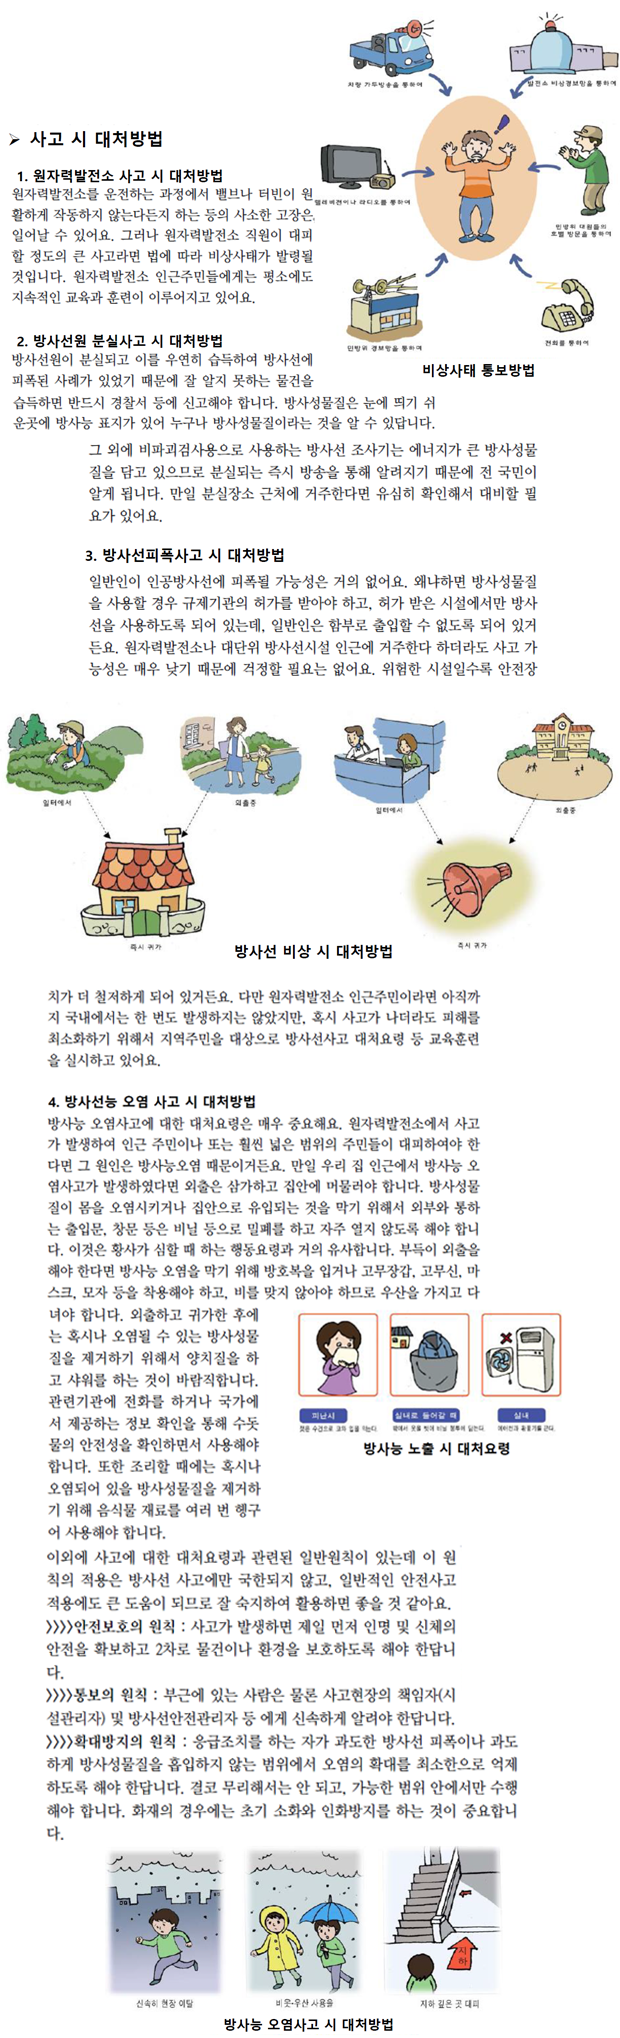 ➢ 사고 시 대처방법
차량 가두방송을 통하여
발전소 비상경보망을 통하여
텔레비전이나 라디오를 통하여
민방위 대원들의
호별 방문을 통하여
민방위 경보망을 통하여
전화를 통하여
비상사태 통보방법
1. 원자력발전소 사고 시 대처방법
원자력발전소를 운전하는 과정에서 밸브나 터빈이 원
활하게 작동하지 않는다든지 하는 등의 사소한 고장은
일어날 수 있어요. 그러나 원자력발전소 직원이 대피
할 정도의 큰 사고라면 법에 따라 비상사태가 발령될
것입니다. 원자력발전소 인근주민들에게는 평소에도
지속적인 교육과 훈련이 이루어지고 있어요.
2. 방사선원 분실사고 시 대처방법
방사선원이 분실되고 이를 우연히 습득하여 방사선에
피폭된 사례가 있었기 때문에 잘 알지 못하는 물건을
습득하면 반드시 경찰서 등에 신고해야 합니다. 방사성물질은 눈에 띄기 쉬
운곳에 방사능 표지가 있어 누구나 방사성물질이라는 것을 알 수 있답니다.
그 외에 비파괴검사용으로 사용하는 방사선 조사기는 에너지가 큰 방사성물
질을 담고 있으므로 분실되는 즉시 방송을 통해 알려지기 때문에 전 국민이
알게 됩니다. 만일 분실장소 근처에 거주한다면 유심히 확인해서 대비할 필
요가 있어요.
3. 방사선피폭사고 시 대처방법
일반인이 인공방사선에 피폭될 가능성은 거의 없어요. 왜냐하면 방사성물질
을 사용할 경우 규제기관의 허가를 받아야 하고, 허가 받은 시설에서만 방사
선을 사용하도록 되어 있는데, 일반인은 함부로 출입할 수 없도록 되어 있거
든요. 원자력발전소나 대단위 방사선시설 인근에 거주한다 하더라도 사고 가
능성은 매우 낮기 때문에 걱정할 필요는 없어요. 위험한 시설일수록 안전장
일터에서
외출중
일터에서
외출중
즉시 귀가
즉시 귀가
방사선 비상 시 대처방법
치가 더 철저하게 되어 있거든요. 다만 원자력발전소 인근주민이라면 아직까
지 국내에서는 한 번도 발생하지는 않았지만, 혹시 사고가 나더라도 피해를
최소화하기 위해서 지역주민을 대상으로 방사선사고 대처요령 등 교육훈련
을 실시하고 있어요.
4. 방사선능 오염 사고 시 대처방법
방사능 오염사고에 대한 대처요령은 매우 중요해요. 원자력발전소에서 사고
가 발생하여 인근 주민이나 또는 훨씬 넓은 범위의 주민들이 대피하여야 한
다면 그 원인은 방사능오염 때문이거든요. 만일 우리 집 인근에서 방사능 오
염사고가 발생하였다면 외출은 삼가하고 집안에 머물러야 합니다. 방사성물
질이 몸을 오염시키거나 집안으로 유입되는 것을 막기 위해서 외부와 통하
는 출입문, 창문 등은 비닐 등으로 밀폐를 하고 자주 열지 않도록 해야 합니
다. 이것은 황사가 심할 때 하는 행동요령과 거의 유사합니다. 부득이 외출을
해야 한다면 방사능 오염을 막기 위해 방호복을 입거나 고무장갑, 고무신, 마
스크, 모자 등을 착용해야 하고, 비를 맞지 않아야 하므로 우산을 가지고 다
녀야 합니다. 외출하고 귀가한 후에
는 혹시나 오염될 수 있는 방사성물
질을 제거하기 위해서 양치질을 하
고 샤워를 하는 것이 바람직합니다.
관련기관에 전화를 하거나 국가에
서 제공하는 정보 확인을 통해 수돗
물의 안전성을 확인하면서 사용해야
합니다. 또한 조리할 때에는 혹시나
오염되어 있을 방사성물질을 제거하
기 위해 음식물 재료를 여러 번 헹구
어 사용해야 합니다.
피난시
실내로 들어갈 때
실내
젖은 수건으로 코와 입을 막는다.
밖에서 옷을 벗어 비닐 봉투에 담는다.
에어컨과 환풍기를 끈다.
방사능 노출 시 대처요령
이외에 사고에 대한 대처요령과 관련된 일반원칙이 있는데 이 원
칙의 적용은 방사선 사고에만 국한되지 않고, 일반적인 안전사고
적용에도 큰 도움이 되므로 잘 숙지하여 활용하면 좋을 것 같아요.
>>>>안전보호의 원칙 : 사고가 발생하면 제일 먼저 인명 및 신체의
안전을 확보하고 2차로 물건이나 환경을 보호하도록 해야 한답니
다.
>>>>통보의 원칙 : 부근에 있는 사람은 물론 사고현장의 책임자(시
설관리자) 및 방사선안전관리자 등 에게 신속하게 알려야 한답니다.
>>>>확대방지의 원칙 : 응급조치를 하는 자가 과도한 방사선 피폭이나 과도
하게 방사성물질을 흡입하지 않는 범위에서 오염의 확대를 최소한으로 억제
하도록 해야 한답니다. 결코 무리해서는 안 되고, 가능한 범위 안에서만 수행
해야 합니다. 화재의 경우에는 초기 소화와 인화방지를 하는 것이 중요합니
다.
지하
신속히 현장 이탈
비옷·우산 사용을
지하 깊은 곳 대피
방사능 오염사고 시 대처방법